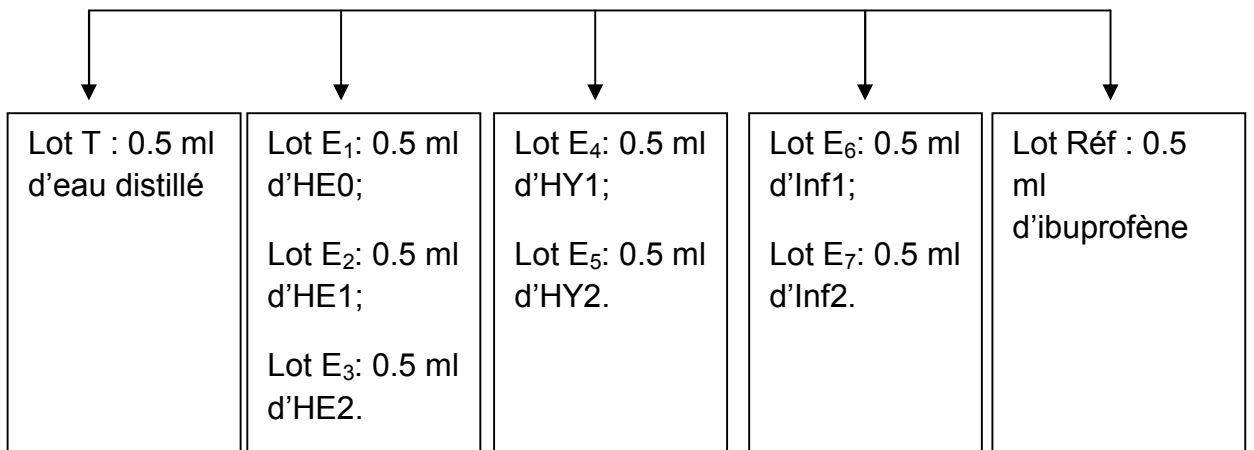 Lot T : 0.5 ml
d’eau distillé
Lot E₁: 0.5 ml
d’HE0;
Lot E₂: 0.5 ml
d’HE1;
Lot E₃: 0.5 ml
d’HE2.
Lot E₄: 0.5 ml
d’HY1;
Lot E₅: 0.5 ml
d’HY2.
Lot E₆: 0.5 ml
d’Inf1;
Lot E₇: 0.5 ml
d’Inf2.
Lot Réf : 0.5
ml
d’ibuprofène